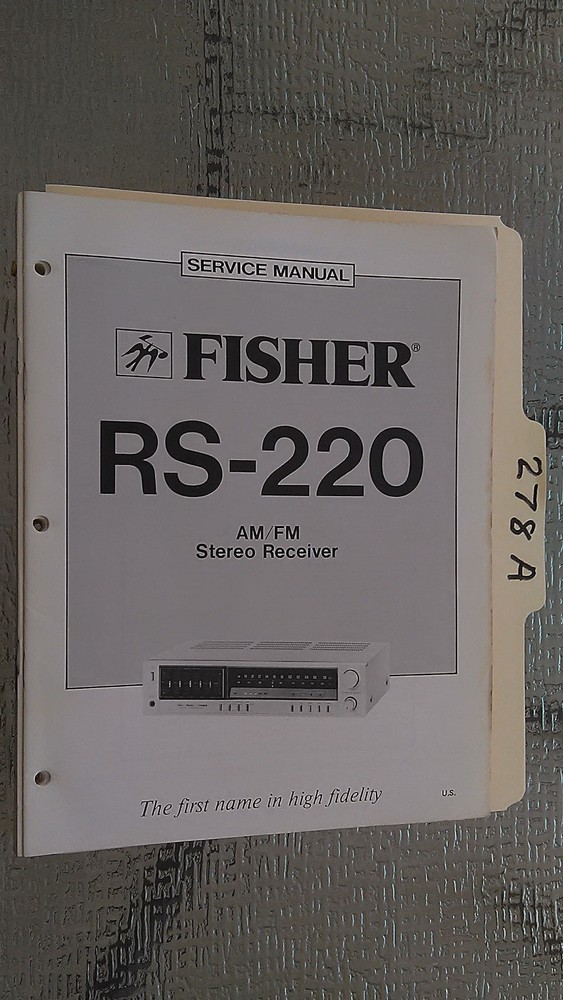 SERVICE MANUAL
FISHER®
RS-220
AM/FM
Stereo Receiver
The first name in high fidelity
U.S.
278A